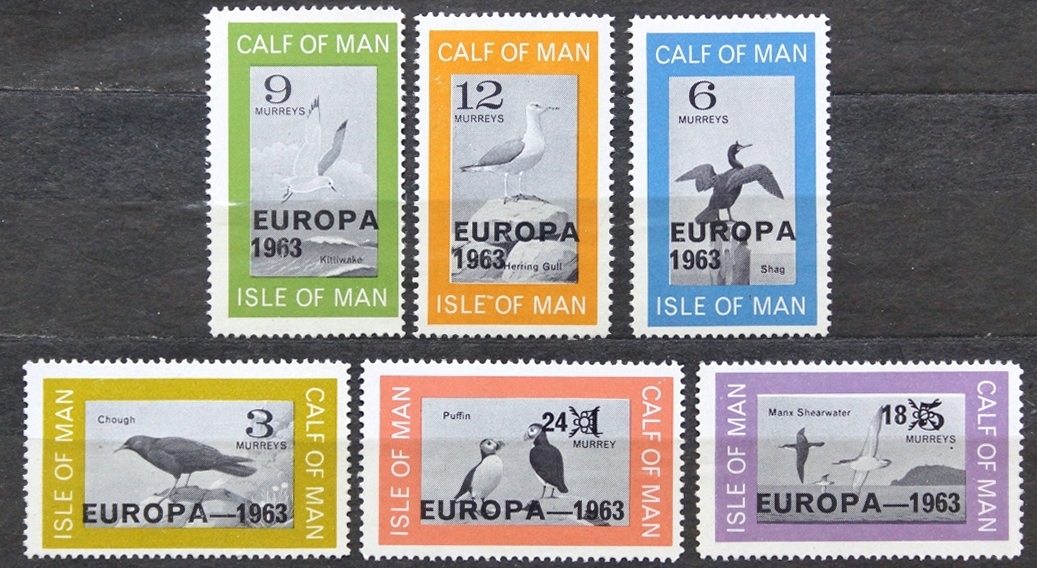 CALF OF MAN
9
MURREYS
EUROPA
1963
Kittiwake
ISLE OF MAN
CALF OF MAN
12
MURREYS
EUROPA
1963
Herring Gull
ISLE OF MAN
CALF OF MAN
6
MURREYS
EUROPA
1963
Shag
ISLE OF MAN
ISLE OF MAN
Chough
3
MURREYS
EUROPA—1963
CALF OF MAN
ISLE OF MAN
Puffin
24 1
MURREY
EUROPA—1963
CALF OF MAN
ISLE OF MAN
Manx Shearwater
18 5
MURREYS
EUROPA—1963
CALF OF MAN